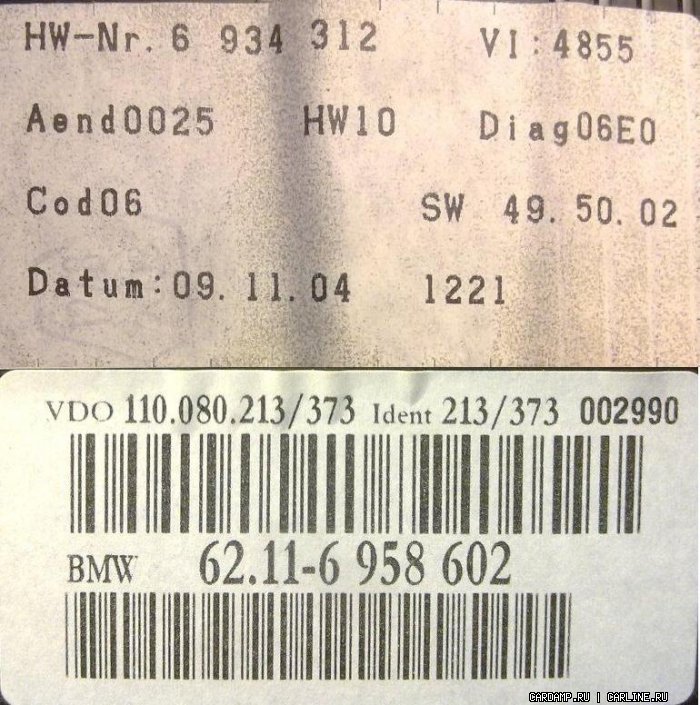 HW-Nr. 6 934 312 VI:4855
Aend0025 HW10 Diag06E0
Cod06 SW 49. 50. 02
Datum:09. 11. 04 1221
VDO 110.080.213/373 Ident 213/373 002990
BMW 62.11-6 958 602
CARDAMP.RU | CARLINE.RU